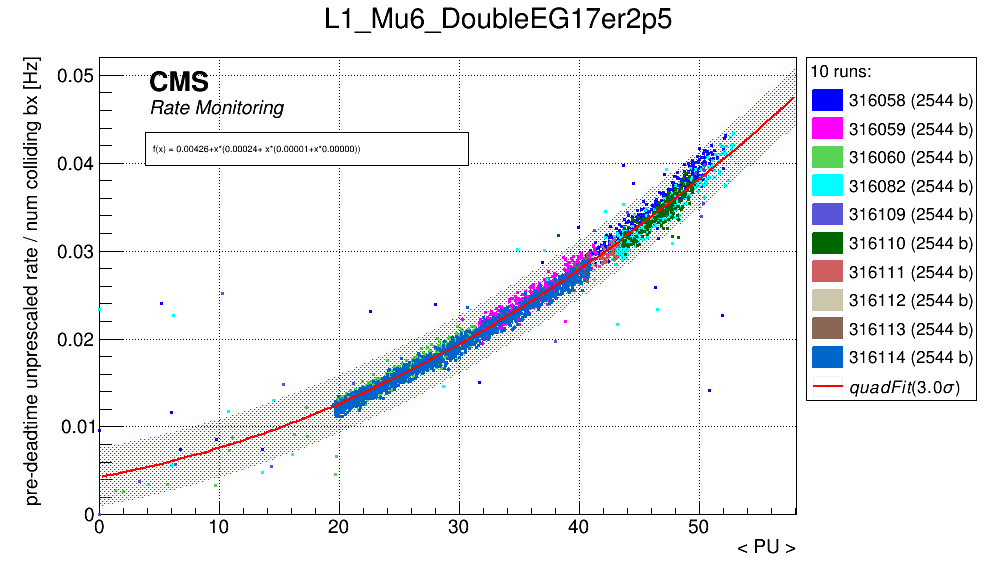 L1_Mu6_DoubleEG17er2p5
pre-deadtime unprescaled rate / num colliding bx [Hz]
0.05
0.04
0.03
0.02
0.01
0
CMS
Rate Monitoring
f(x) = 0.00426+x*(0.00024+ x*(0.00001+x*0.00000))
0 10 20 30 40 50
< PU >
10 runs:
316058 (2544 b)
316059 (2544 b)
316060 (2544 b)
316082 (2544 b)
316109 (2544 b)
316110 (2544 b)
316111 (2544 b)
316112 (2544 b)
316113 (2544 b)
316114 (2544 b)
quadFit(3.0σ)